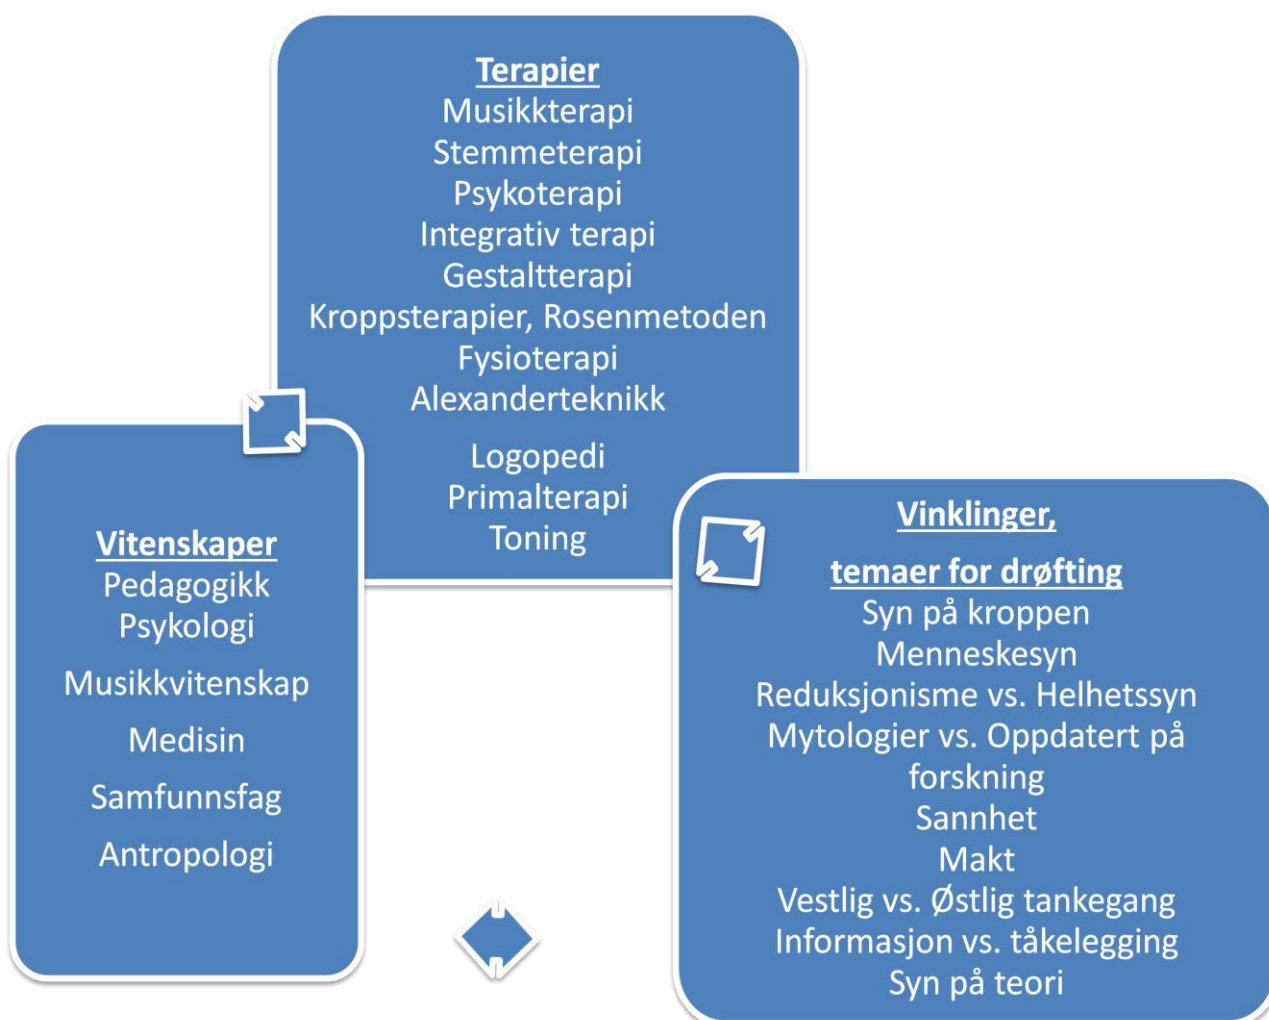 Terapier
Musikkterapi
Stemmeterapi
Psykoterapi
Integrativ terapi
Gestaltterapi
Kroppsterapier, Rosenmetoden
Fysioterapi
Alexanderteknikk
Logopedi
Primalterapi
Toning
Vitenskaper
Pedagogikk
Psykologi
Musikkvitenskap
Medisin
Samfunnsfag
Antropologi
Vinklinger,
temaer for drøfting
Syn på kroppen
Menneskesyn
Reduksjonisme vs. Helhetssyn
Mytologier vs. Oppdatert på
forskning
Sannhet
Makt
Vestlig vs. Østlig tankegang
Informasjon vs. tåkelegging
Syn på teori